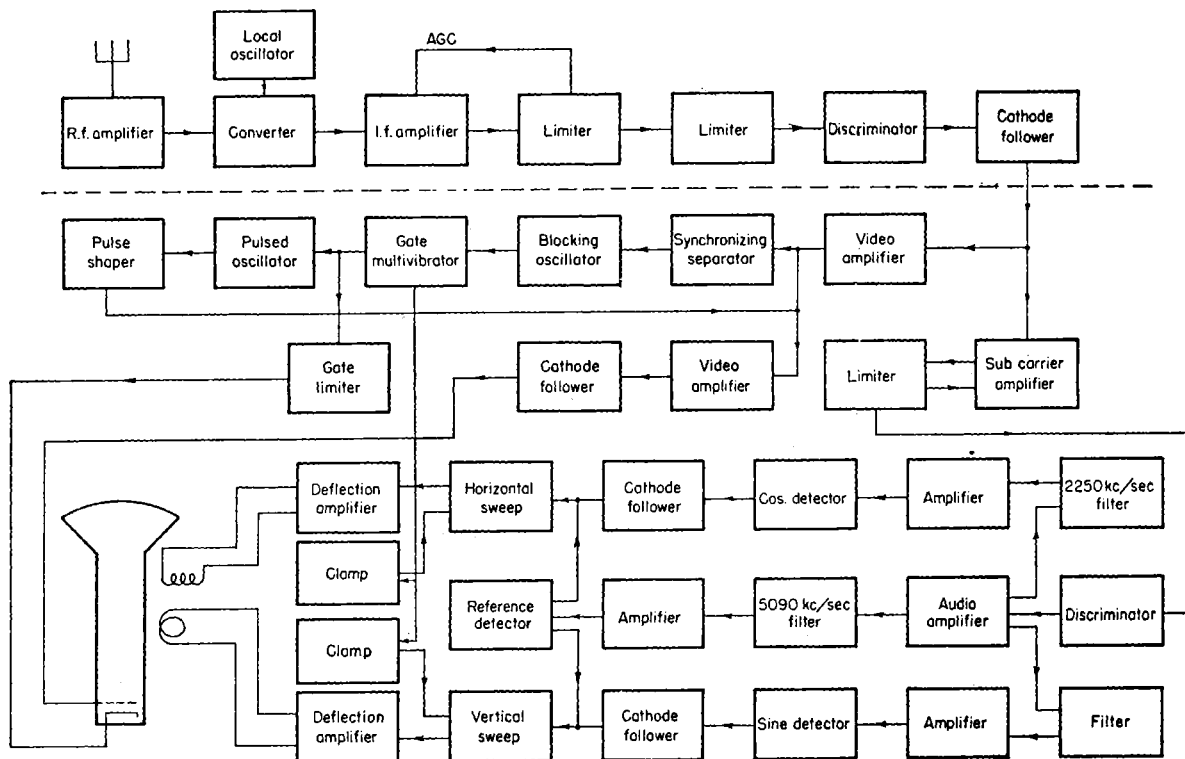 AGC
Local
oscillator
R.f. amplifier
Converter
I.f. amplifier
Limiter
Limiter
Discriminator
Cathode
follower
Pulse
shaper
Pulsed
oscillator
Gate
multivibrator
Blocking
oscillator
Synchronizing
separator
Video
amplifier
Gate
limiter
Cathode
follower
Video
amplifier
Limiter
Sub carrier
amplifier
Deflection
amplifier
Horizontal
sweep
Cathode
follower
Cos. detector
Amplifier
2250 kc/sec
filter
Clamp
Reference
detector
Amplifier
5090 kc/sec
filter
Audio
amplifier
Discriminator
Clamp
Deflection
amplifier
Vertical
sweep
Cathode
follower
Sine detector
Amplifier
Filter